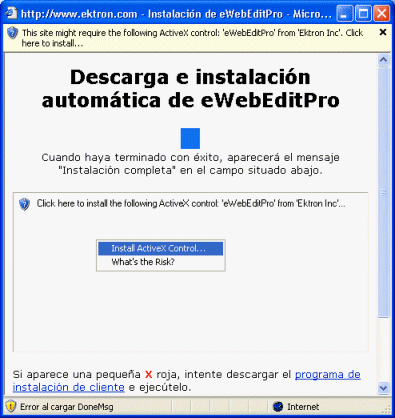 http://www.ektron.com - Instalación de eWebEditPro - Micro...
This site might require the following ActiveX control: 'eWebEditPro' from 'Ektron Inc'. Click
here to install...
Descarga e instalación
automática de eWebEditPro
Cuando haya terminado con éxito, aparecerá el mensaje
"Instalación completa" en el campo situado abajo.
Click here to install the following ActiveX control: 'eWebEditPro' from 'Ektron Inc'...
Install ActiveX Control...
What's the Risk?
Si aparece una pequeña X roja, intente descargar el programa de
instalación de cliente e ejecútelo.
Error al cargar DoneMsg
Internet